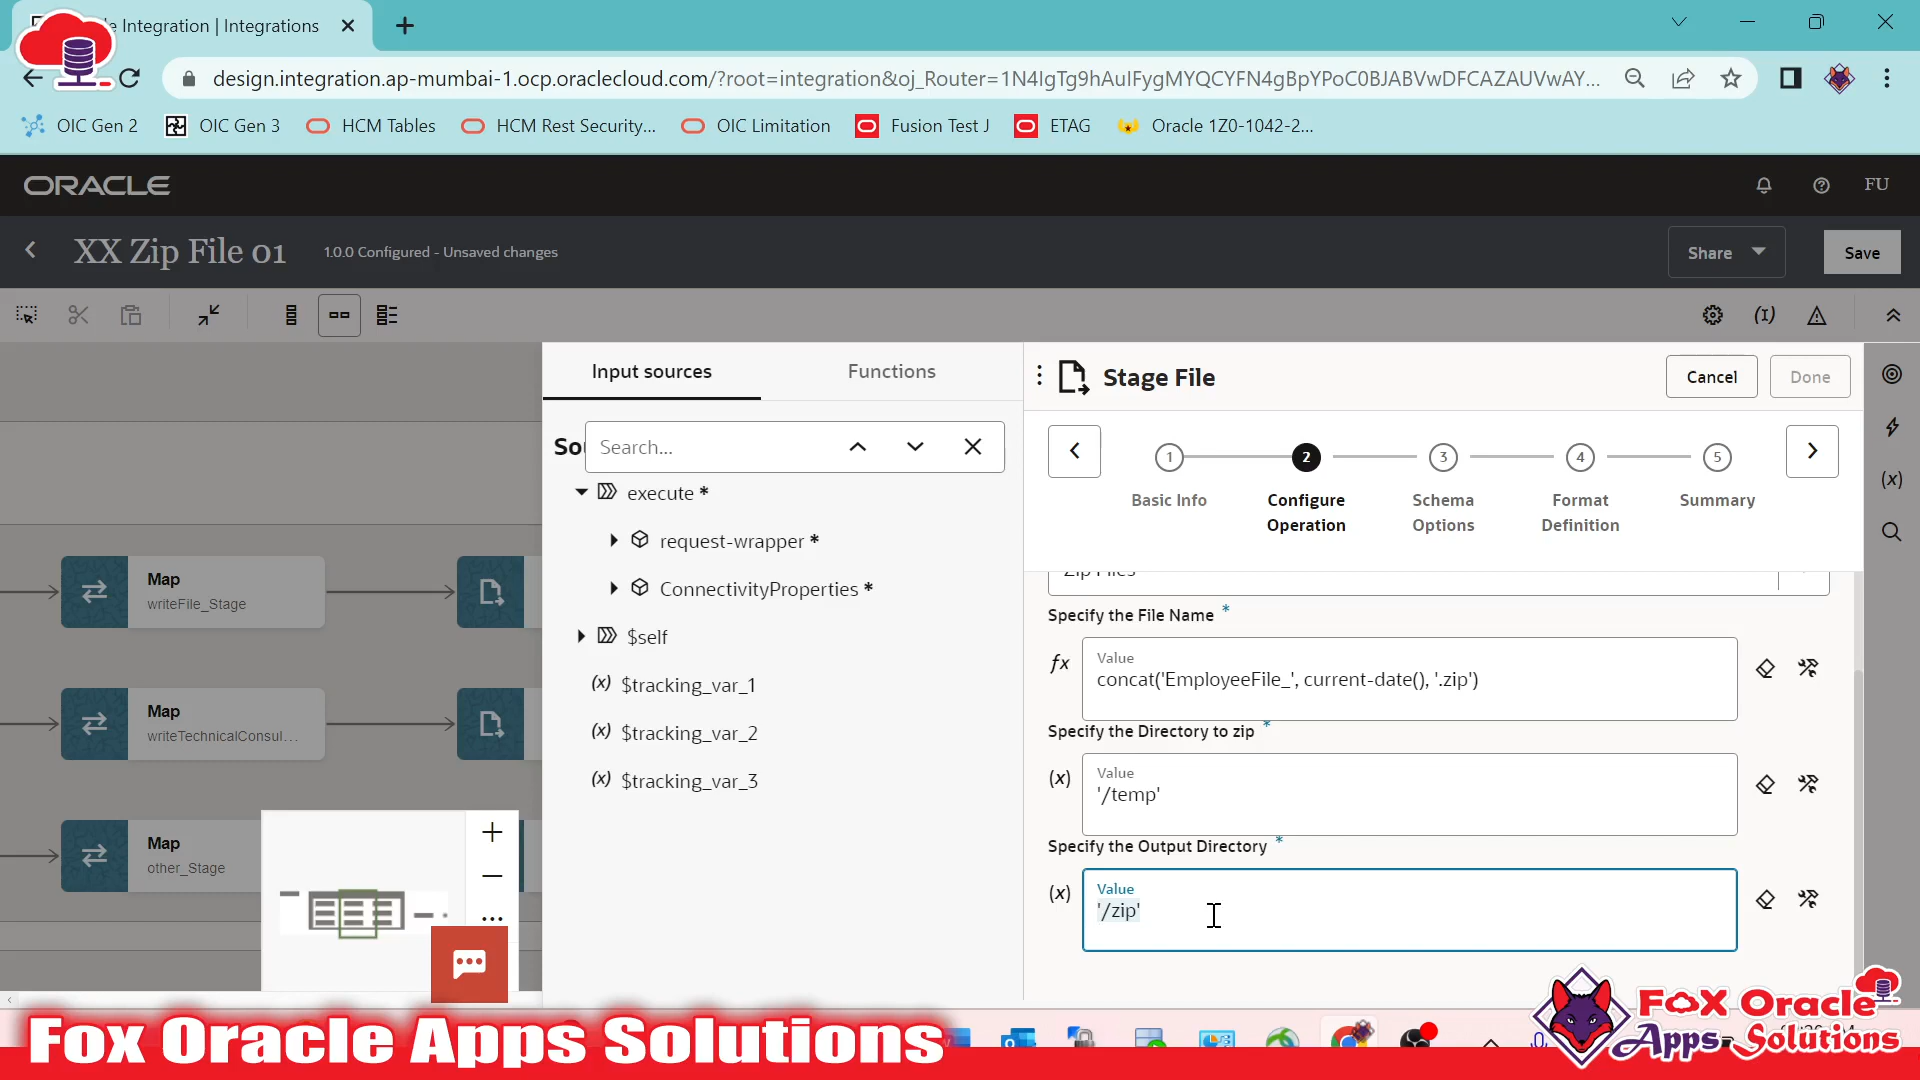 Integration | Integrations
design.integration.ap-mumbai-1.ocp.oraclecloud.com/?root=integration&oj_Router=1N4IgTg9hAulFygMYQCYFN4gBpYPoC0BJABVwDFCAZAUVwAY...
OIC Gen 2
OIC Gen 3
HCM Tables
HCM Rest Security...
OIC Limitation
Fusion Test J
ETAG
Oracle 1Z0-1042-2...
ORACLE
FU
XX Zip File 01
1.0.0 Configured - Unsaved changes
Share
Save
Input sources
Functions
Stage File
Cancel
Done
Search...
1
2
3
4
5
Basic Info
Configure Operation
Schema Options
Format Definition
Summary
execute *
request-wrapper *
ConnectivityProperties *
$self
(x) $tracking_var_1
(x) $tracking_var_2
(x) $tracking_var_3
Map
writeFile_Stage
Map
writeTechnicalConsul...
Map
other_Stage
Zip Files
Specify the File Name *
fx
Value
concat('EmployeeFile_', current-date(), '.zip')
Specify the Directory to zip *
(x)
Value
'/temp'
Specify the Output Directory *
(x)
Value
'/zip'
Fox Oracle Apps Solutions
FoX Oracle
Apps Solutions